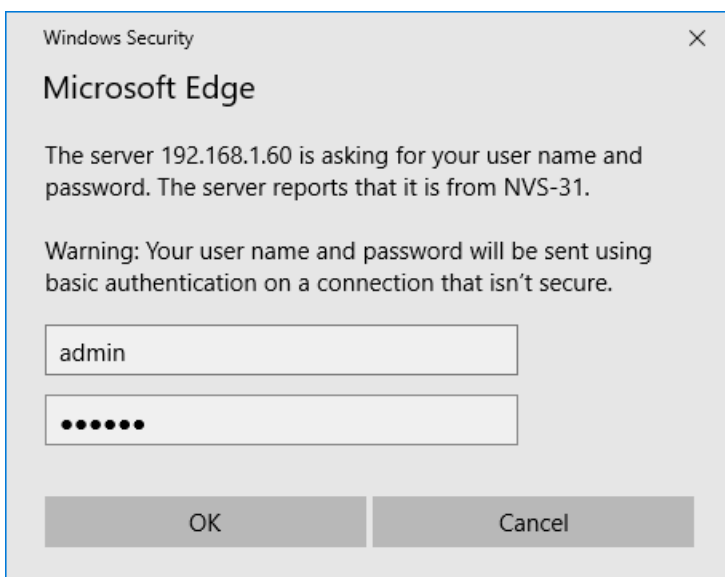 Windows Security
Microsoft Edge
The server 192.168.1.60 is asking for your user name and
password. The server reports that it is from NVS-31.
Warning: Your user name and password will be sent using
basic authentication on a connection that isn’t secure.
admin
●●●●●●
OK Cancel